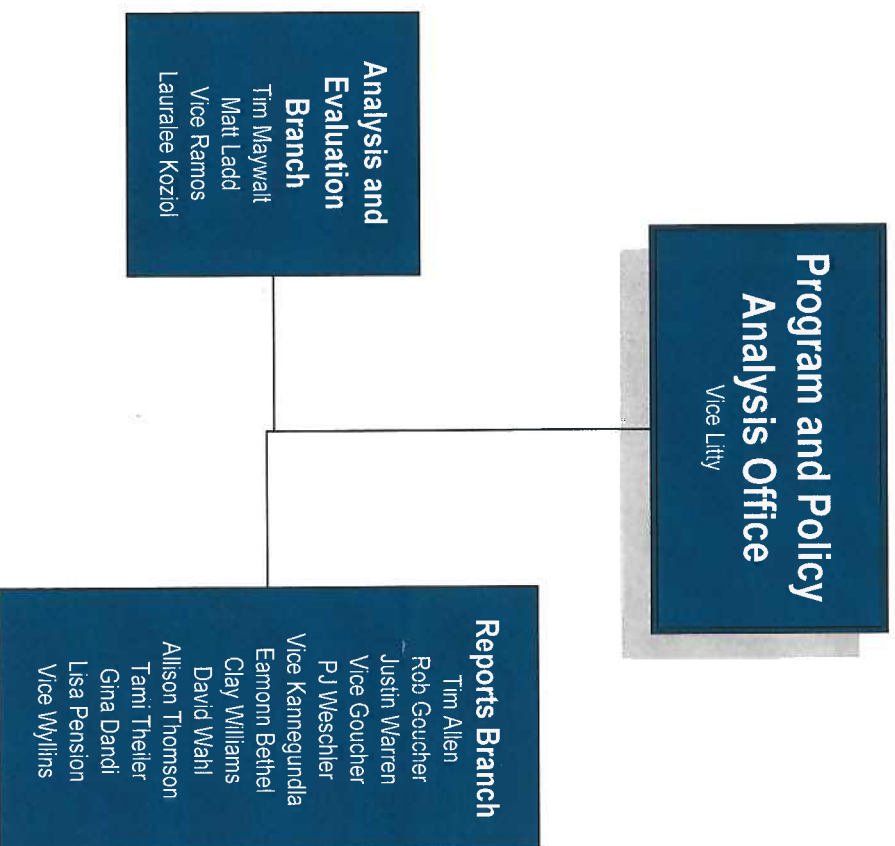 Program and Policy
Analysis Office
Vice Litty
Analysis and
Evaluation
Branch
Tim Maywalt
Matt Ladd
Vice Ramos
Lauralee Koziol
Reports Branch
Tim Allen
Rob Goucher
Justin Warren
Vice Goucher
PJ Weschler
Vice Kannegundla
Eamonn Bethel
Clay Williams
David Wahl
Allison Thomson
Tami Theiler
Gina Dandi
Lisa Pension
Vice Wyllins